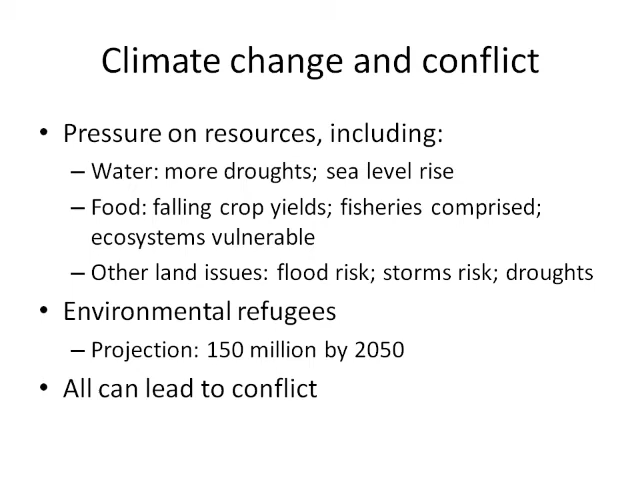 Climate change and conflict
• Pressure on resources, including:
– Water: more droughts; sea level rise
– Food: falling crop yields; fisheries comprised;
ecosystems vulnerable
– Other land issues: flood risk; storms risk; droughts
• Environmental refugees
– Projection: 150 million by 2050
• All can lead to conflict